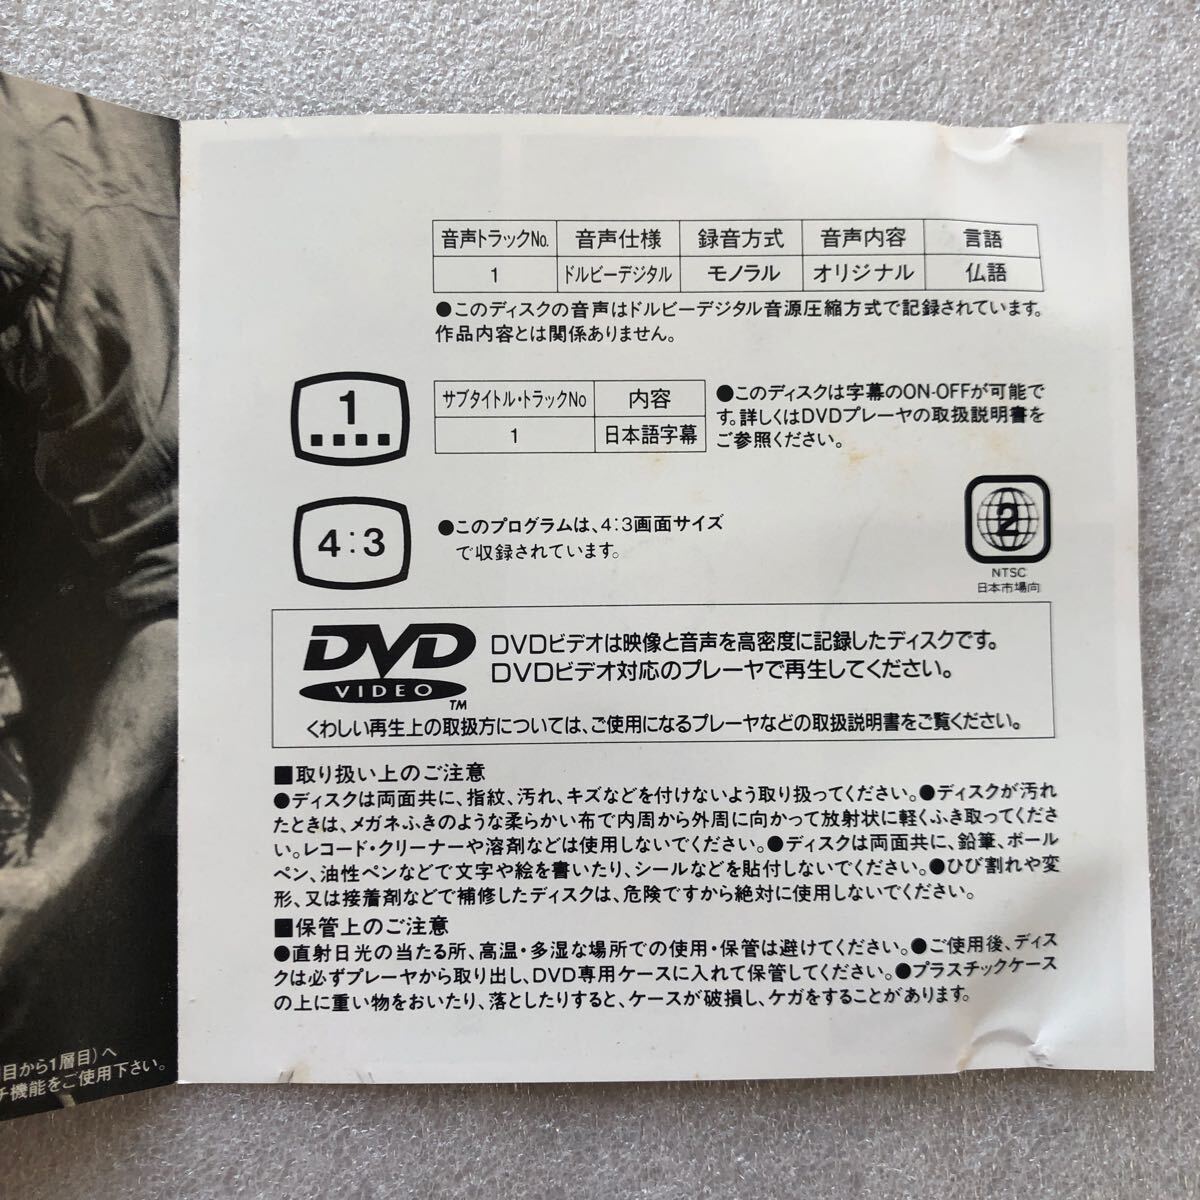 音声トラックNo. 音声仕様 録音方式 音声内容 言語
1 ドルビーデジタル モノラル オリジナル 仏語
●このディスクの音声はドルビーデジタル音源圧縮方式で記録されています。
作品内容とは関係ありません。
1
サブタイトル・トラックNo 内容
1 日本語字幕
●このディスクは字幕のON-OFFが可能で
す。詳しくはDVDプレーヤの取扱説明書を
ご参照ください。
4:3
●このプログラムは、4:3画面サイズ
で収録されています。
2
NTSC
日本市場向
DVD
VIDEO
TM
DVDビデオは映像と音声を高密度に記録したディスクです。
DVDビデオ対応のプレーヤで再生してください。
くわしい再生上の取扱方については、ご使用になるプレーヤなどの取扱説明書をご覧ください。
■取り扱い上のご注意
●ディスクは両面共に、指紋、汚れ、キズなどを付けないよう取り扱ってください。●ディスクが汚れ
たときは、メガネふきのような柔らかい布で内周から外周に向かって放射状に軽くふき取ってくださ
い。レコード・クリーナーや溶剤などは使用しないでください。●ディスクは両面共に、鉛筆、ボール
ペン、油性ペンなどで文字や絵を書いたり、シールなどを貼付しないでください。●ひび割れや変
形、又は接着剤などで補修したディスクは、危険ですから絶対に使用しないでください。
■保管上のご注意
●直射日光の当たる所、高温・多湿な場所での使用・保管は避けてください。●ご使用後、ディス
クは必ずプレーヤから取り出し、DVD専用ケースに入れて保管してください。●プラスチックケース
の上に重い物をおいたり、落としたりすると、ケースが破損し、ケガをすることがあります。
目から1層目)へ
チ機能をご使用下さい。